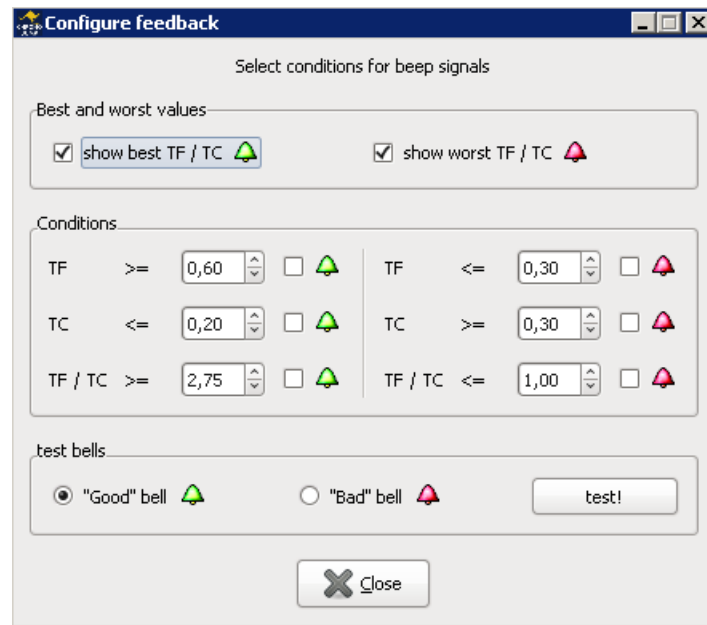 Configure feedback
Select conditions for beep signals
Best and worst values
show best TF / TC show worst TF / TC
Conditions
TF >= 0,60 TF <= 0,30
TC <= 0,20 TC >= 0,30
TF / TC >= 2,75 TF / TC <= 1,00
test bells
"Good" bell "Bad" bell test!
Close